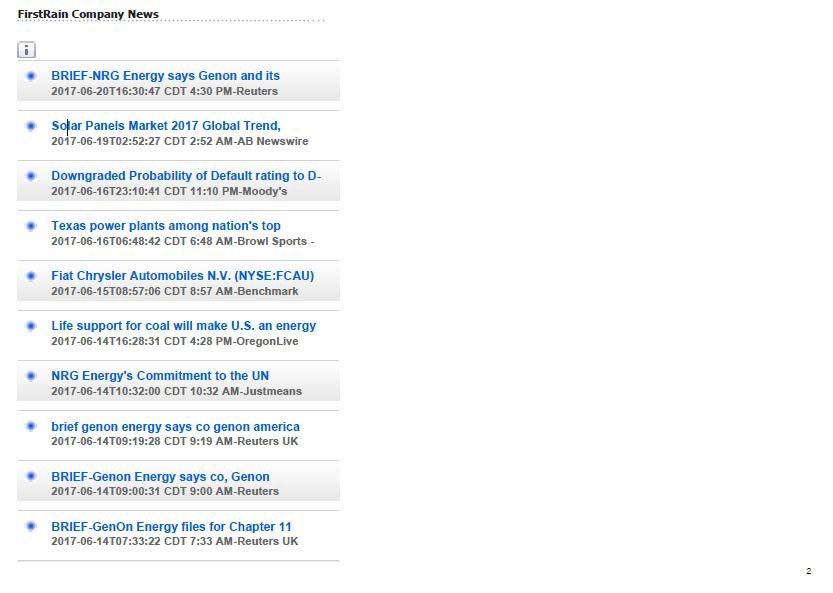 FirstRain Company News
i
BRIEF-NRG Energy says Genon and its
2017-06-20T16:30:47 CDT 4:30 PM-Reuters
Solar Panels Market 2017 Global Trend,
2017-06-19T02:52:27 CDT 2:52 AM-AB Newswire
Downgraded Probability of Default rating to D-
2017-06-16T23:10:41 CDT 11:10 PM-Moody's
Texas power plants among nation's top
2017-06-16T06:48:42 CDT 6:48 AM-Browl Sports -
Fiat Chrysler Automobiles N.V. (NYSE:FCAU)
2017-06-15T08:57:06 CDT 8:57 AM-Benchmark
Life support for coal will make U.S. an energy
2017-06-14T16:28:31 CDT 4:28 PM-OregonLive
NRG Energy's Commitment to the UN
2017-06-14T10:32:00 CDT 10:32 AM-Justmeans
brief genon energy says co genon america
2017-06-14T09:19:28 CDT 9:19 AM-Reuters UK
BRIEF-Genon Energy says co, Genon
2017-06-14T09:00:31 CDT 9:00 AM-Reuters
BRIEF-GenOn Energy files for Chapter 11
2017-06-14T07:33:22 CDT 7:33 AM-Reuters UK
2